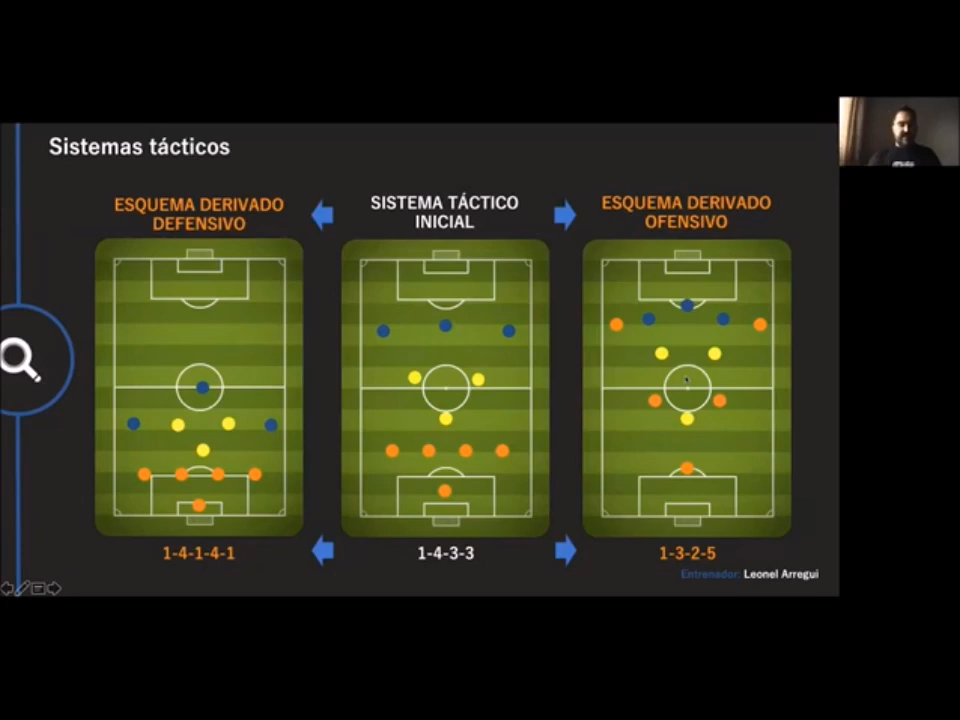 Sistemas tácticos
ESQUEMA DERIVADO
DEFENSIVO
SISTEMA TÁCTICO
INICIAL
ESQUEMA DERIVADO
OFENSIVO
1-4-1-4-1
1-4-3-3
1-3-2-5
Entrenador: Leonel Arregui